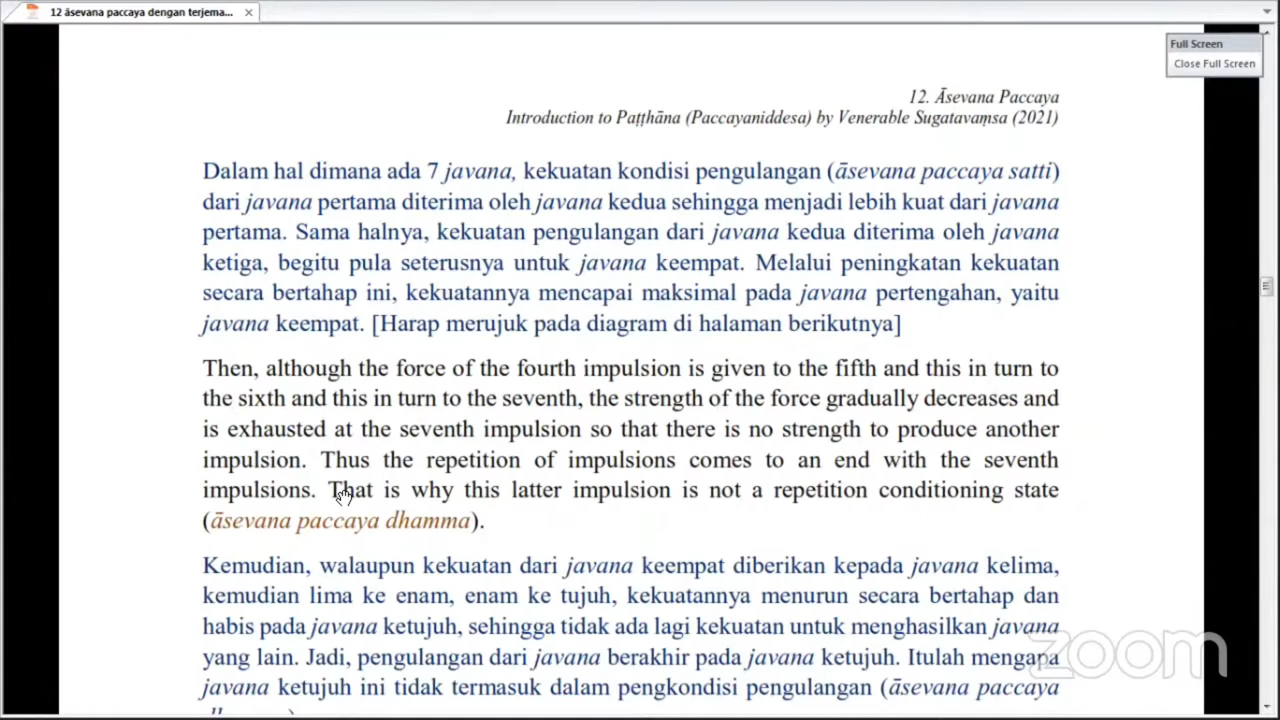 12 āsevana paccaya dengan terjema...
Full Screen
Close Full Screen
12. Āsevana Paccaya
Introduction to Paṭṭhāna (Paccayaniddesa) by Venerable Sugatavaṃsa (2021)
Dalam hal dimana ada 7 javana, kekuatan kondisi pengulangan (āsevana paccaya satti)
dari javana pertama diterima oleh javana kedua sehingga menjadi lebih kuat dari javana
pertama. Sama halnya, kekuatan pengulangan dari javana kedua diterima oleh javana
ketiga, begitu pula seterusnya untuk javana keempat. Melalui peningkatan kekuatan
secara bertahap ini, kekuatannya mencapai maksimal pada javana pertengahan, yaitu
javana keempat. [Harap merujuk pada diagram di halaman berikutnya]
Then, although the force of the fourth impulsion is given to the fifth and this in turn to
the sixth and this in turn to the seventh, the strength of the force gradually decreases and
is exhausted at the seventh impulsion so that there is no strength to produce another
impulsion. Thus the repetition of impulsions comes to an end with the seventh
impulsions. That is why this latter impulsion is not a repetition conditioning state
(āsevana paccaya dhamma).
Kemudian, walaupun kekuatan dari javana keempat diberikan kepada javana kelima,
kemudian lima ke enam, enam ke tujuh, kekuatannya menurun secara bertahap dan
habis pada javana ketujuh, sehingga tidak ada lagi kekuatan untuk menghasilkan javana
yang lain. Jadi, pengulangan dari javana berakhir pada javana ketujuh. Itulah mengapa
javana ketujuh ini tidak termasuk dalam pengkondisi pengulangan (āsevana paccaya
zoom